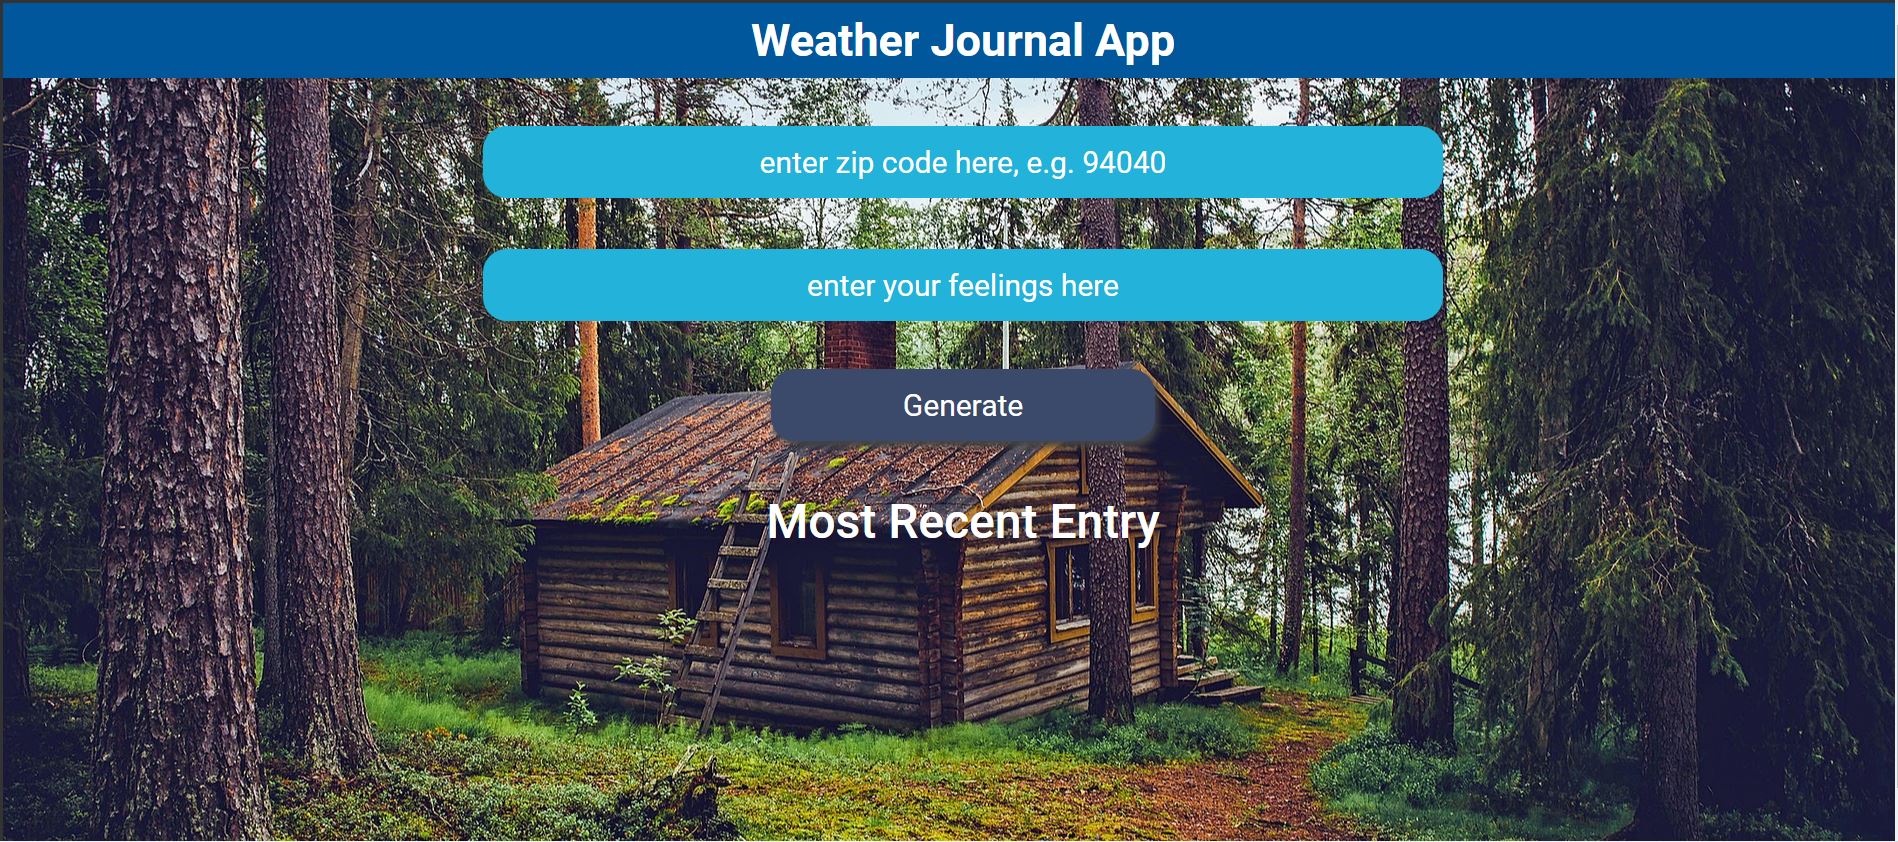 Weather Journal App
enter zip code here, e.g. 94040
enter your feelings here
Generate
Most Recent Entry